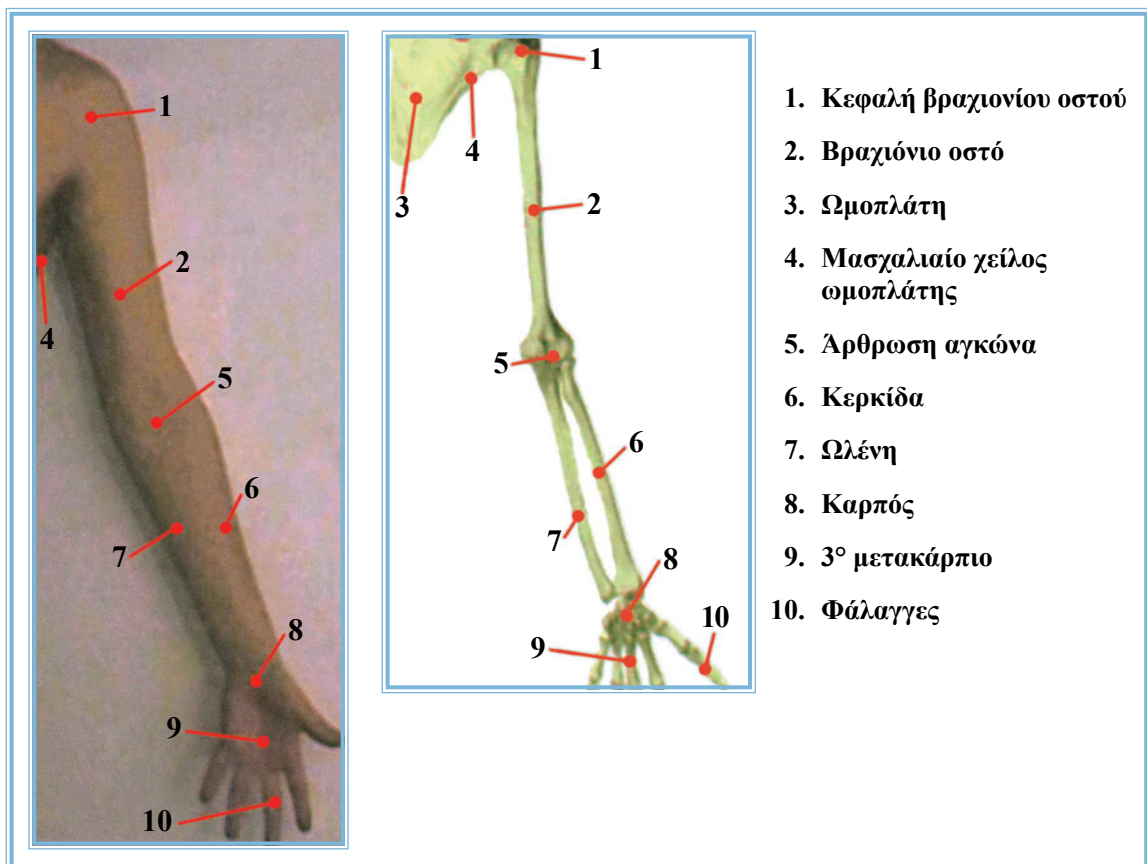 1
2
4
5
6
7
8
9
10
1
4
3
2
5
6
7
8
10
9
1. Κεφαλή βραχιονίου οστού
2. Βραχιόνιο οστό
3. Ωμοπλάτη
4. Μασχαλιαίο χείλος
ωμοπλάτης
5. Άρθρωση αγκώνα
6. Κερκίδα
7. Ωλένη
8. Καρπός
9. 3° μετακάρπιο
10. Φάλαγγες